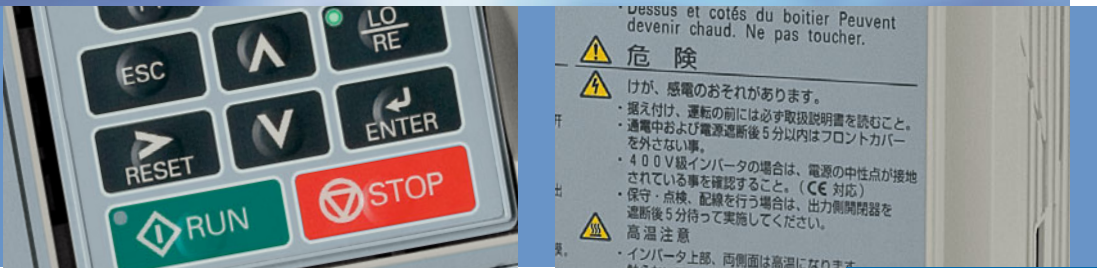 ESC
LO
RE
RESET
ENTER
RUN
STOP
Dessus et cotés du boitier Peuvent
devenir chaud. Ne pas toucher.
危 険
けが、感電のおそれがあります。
・据え付け、運転の前には必ず取扱説明書を読むこと。
・通電中および電源遮断後5分以内はフロントカバー
を外さない事。
・400V級インバータの場合は、電源の中性点が接地
されている事を確認すること。(CE 対応)
・保守・点検、配線を行う場合は、出力側開閉器を
遮断後5分待って実施してください。
高温注意
・インバータ上部、両側面は高温になります。